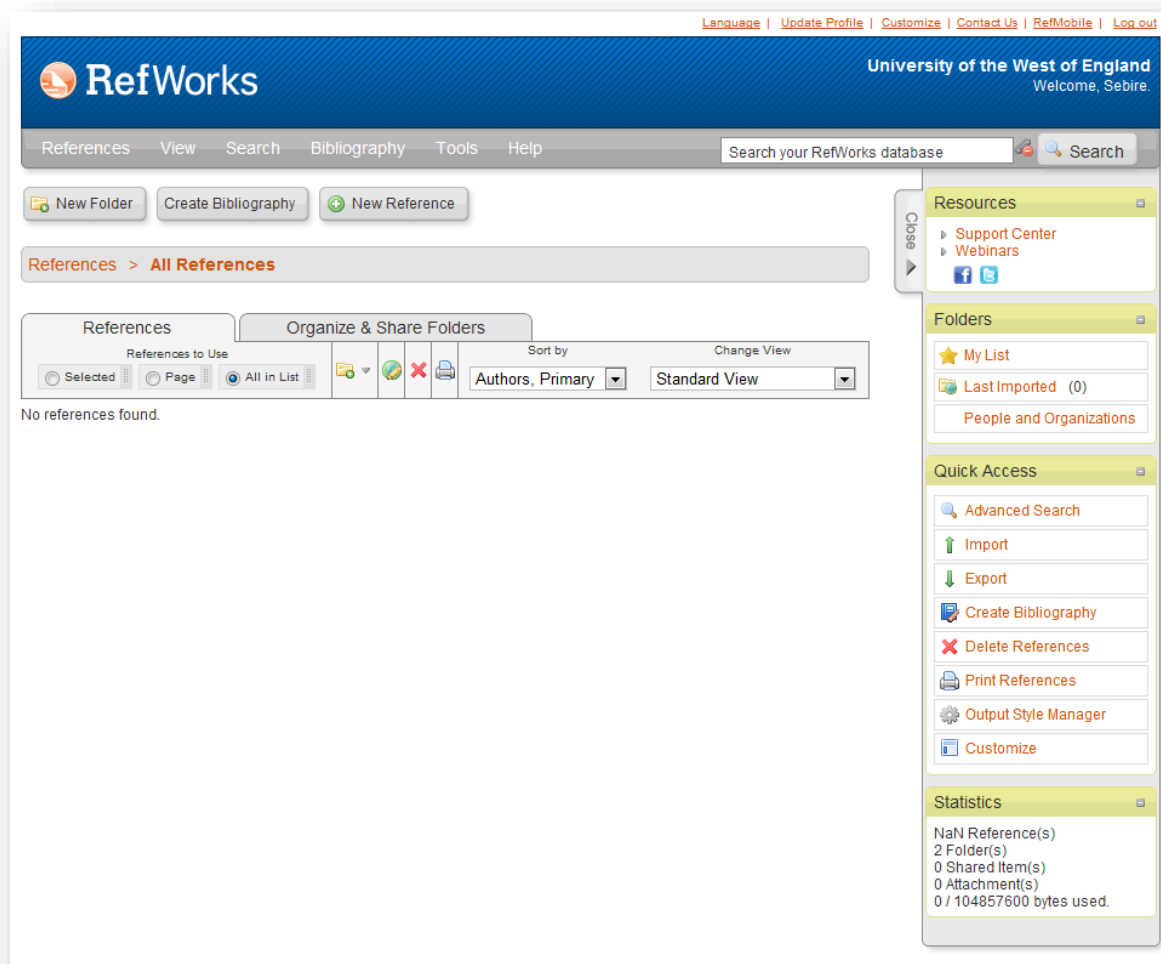 Language | Update Profile | Customize | Contact Us | RefMobile | Log out
RefWorks
University of the West of England
Welcome, Sebire.
References View Search Bibliography Tools Help
Search your RefWorks database
Search
New Folder
Create Bibliography
New Reference
Close
References > All References
References
Organize & Share Folders
References to Use
Selected
Page
All in List
Sort by
Authors, Primary
Change View
Standard View
No references found.
Resources
Support Center
Webinars
Folders
My List
Last Imported (0)
People and Organizations
Quick Access
Advanced Search
Import
Export
Create Bibliography
Delete References
Print References
Output Style Manager
Customize
Statistics
NaN Reference(s)
2 Folder(s)
0 Shared Item(s)
0 Attachment(s)
0 / 104857600 bytes used.